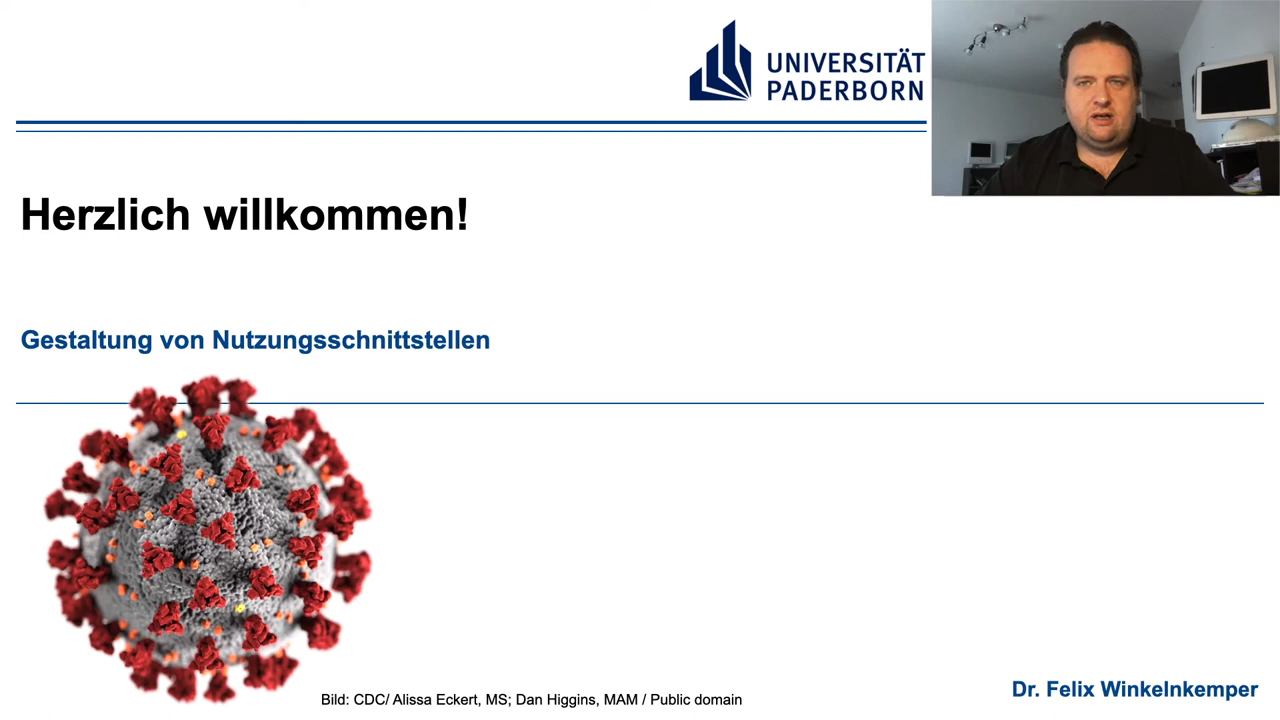 UNIVERSITÄT
PADERBORN
Herzlich willkommen!
Gestaltung von Nutzungsschnittstellen
Bild: CDC/ Alissa Eckert, MS; Dan Higgins, MAM / Public domain
Dr. Felix Winkelnkemper